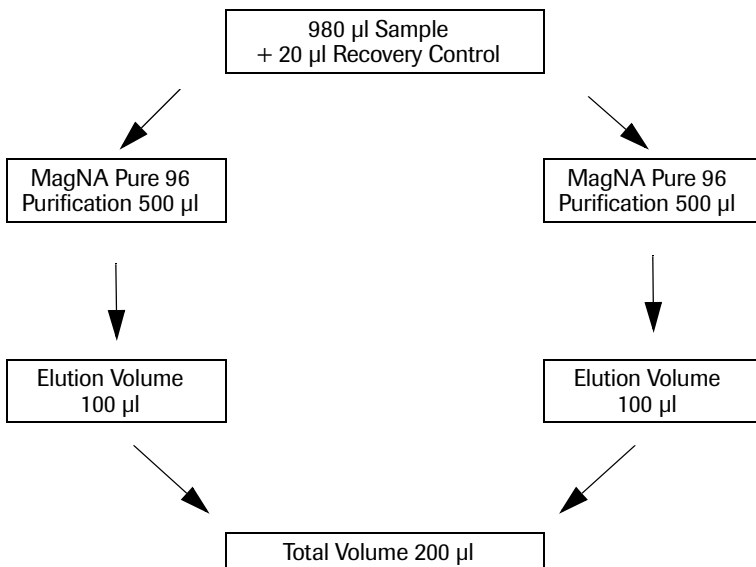 980 µl Sample
+ 20 µl Recovery Control
MagNA Pure 96
Purification 500 µl
MagNA Pure 96
Purification 500 µl
Elution Volume
100 µl
Elution Volume
100 µl
Total Volume 200 µl